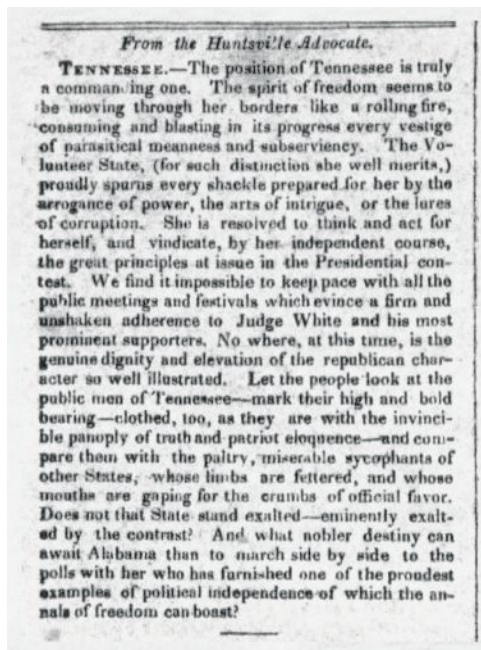 From the Huntsville Advocate.
TENNESSEE.—The position of Tennessee is truly
a commanding one. The spirit of freedom seems to
be moving through her borders like a rolling fire,
consuming and blasting in its progress every vestige
of parasitical meanness and subserviency. The Vo-
lunteer State, (for such distinction she well merits,)
proudly spurns every shackle prepared for her by the
arrogance of power, the arts of intrigue, or the lures
of corruption. She is resolved to think and act for
herself, and vindicate, by her independent course,
the great principles at issue in the Presidential con-
test. We find it impossible to keep pace with all the
public meetings and festivals which evince a firm and
unshaken adherence to Judge White and his most
prominent supporters. No where, at this time, is the
genuine dignity and elevation of the republican char-
acter so well illustrated. Let the people look at the
public men of Tennessee—mark their high and bold
bearing—clothed, too, as they are with the invinci-
ble panoply of truth and patriot eloquence—and com-
pare them with the paltry, miserable sycophants of
other States, whose limbs are fettered, and whose
mouths are gaping for the crumbs of official favor.
Does not that State stand exalted—eminently exalt-
ed by the contrast? And what nobler destiny can
await Alabama than to march side by side to the
polls with her who has furnished one of the proudest
examples of political independence of which the an-
nals of freedom can boast?